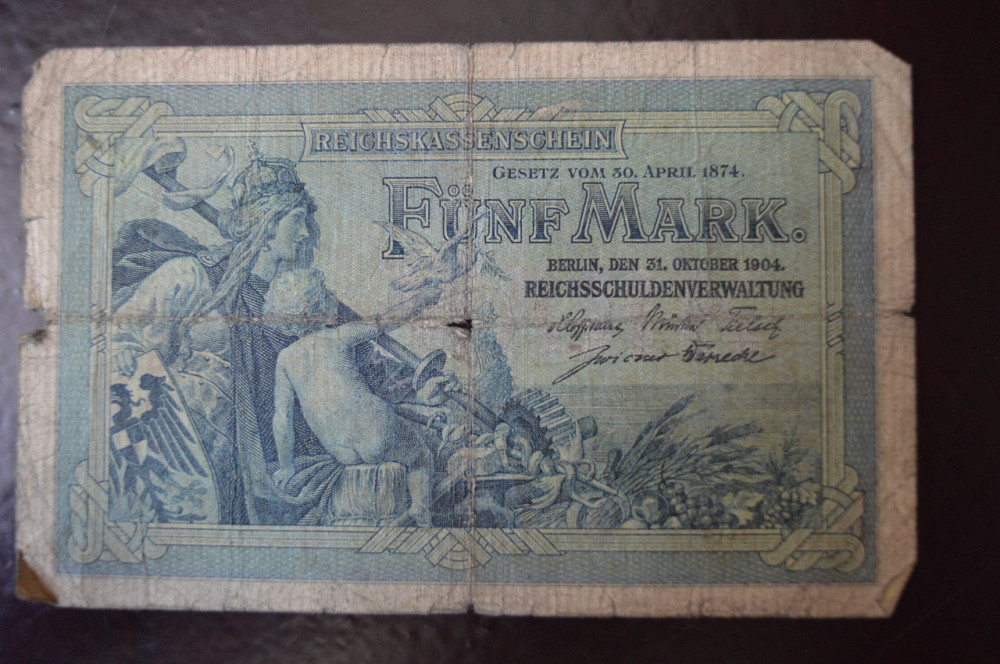 REICHSKASSENSCHEIN
GESETZ VOM 30. APRIL 1874.
FÜNF MARK.
BERLIN, DEN 31. OKTOBER 1904.
REICHSSCHULDENVERWALTUNG